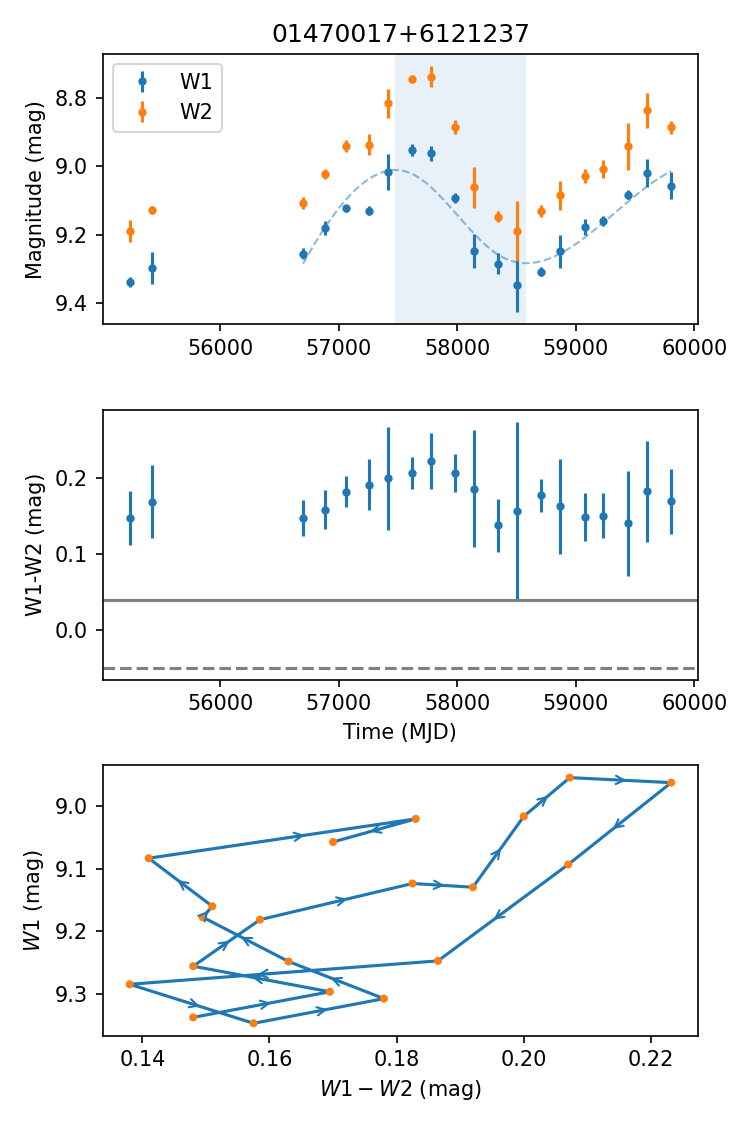 01470017+6121237
W1
W2
Magnitude (mag)
8.8
9.0
9.2
9.4
56000 57000 58000 59000 60000
W1-W2 (mag)
0.2
0.1
0.0
56000 57000 58000 59000 60000
Time (MJD)
W1 (mag)
9.0
9.1
9.2
9.3
0.14 0.16 0.18 0.20 0.22
W1 − W2 (mag)